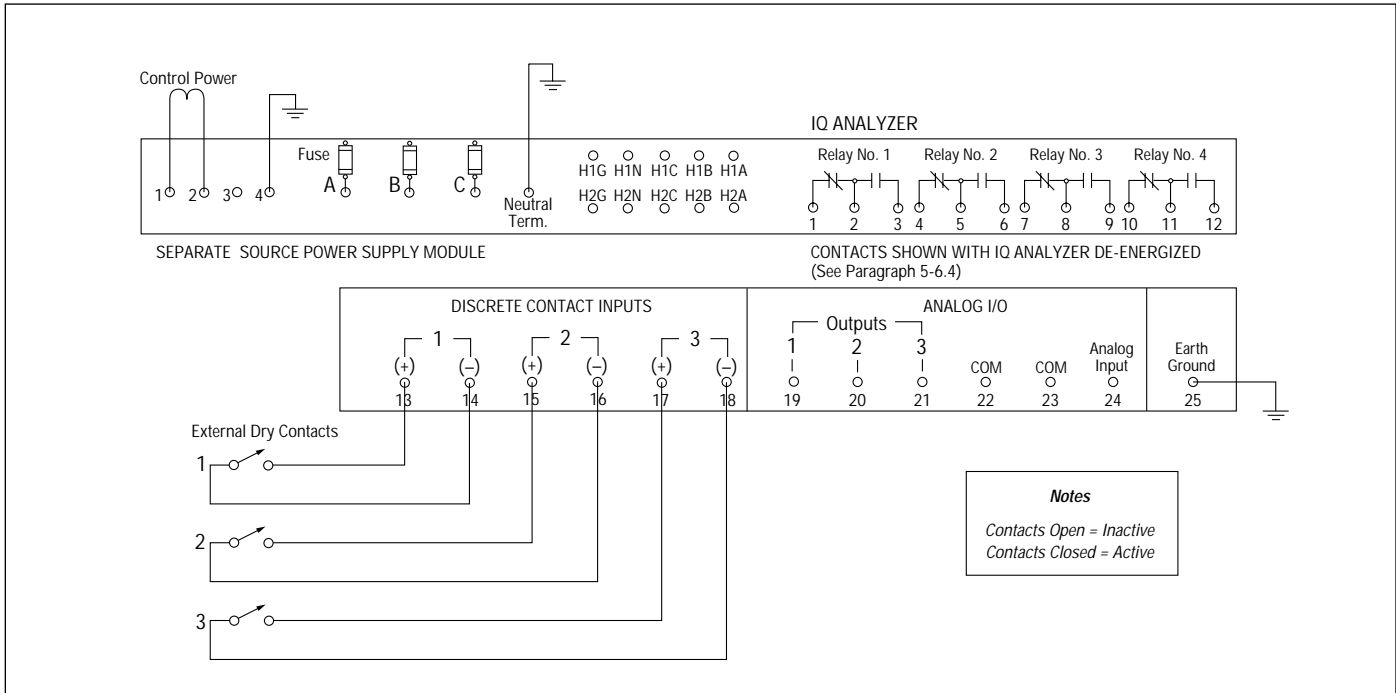 Control Power
IQ ANALYZER
Fuse
A B C
1 2 3 4
Neutral
Term.
H1G H1N H1C H1B H1A
H2G H2N H2C H2B H2A
Relay No. 1 Relay No. 2 Relay No. 3 Relay No. 4
1 2 3 4 5 6 7 8 9 10 11 12
SEPARATE SOURCE POWER SUPPLY MODULE
CONTACTS SHOWN WITH IQ ANALYZER DE-ENERGIZED
(See Paragraph 5-6.4)
DISCRETE CONTACT INPUTS
1 2 3
(+) (–) (+) (–) (+) (–)
13 14 15 16 17 18
ANALOG I/O
Outputs
1 2 3
COM COM
Analog
Input
19 20 21 22 23 24
Earth
Ground
25
External Dry Contacts
1
2
3
Notes
Contacts Open = Inactive
Contacts Closed = Active